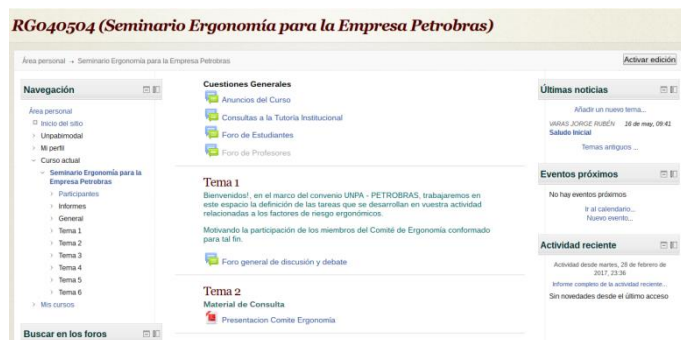 RG040504 (Seminario Ergonomía para la Empresa Petrobras)
Área personal → Seminario Ergonomía para la Empresa Petrobras
Activar edición
Navegación
Área personal
Inicio del sitio
Unpabimodal
Mi perfil
Curso actual
Seminario Ergonomía para la
Empresa Petrobras
Participantes
Informes
General
Tema 1
Tema 2
Tema 3
Tema 4
Tema 5
Tema 6
Mis cursos
Buscar en los foros
Cuestiones Generales
Anuncios del Curso
Consultas a la Tutoría Institucional
Foro de Estudiantes
Foro de Profesores
Tema 1
Bienvenidos!, en el marco del convenio UNPA - PETROBRAS, trabajaremos en
este espacio la definición de las tareas que se desarrollan en vuestra actividad
relacionadas a los factores de riesgo ergonómicos.
Motivando la participación de los miembros del Comité de Ergonomía conformado
para tal fin.
Foro general de discusión y debate
Tema 2
Material de Consulta
Presentacion Comite Ergonomía
Últimas noticias
Añadir un nuevo tema...
VARAS JORGE RUBÉN 16 de may, 09:41
Saludo Inicial
Temas antiguos ...
Eventos próximos
No hay eventos próximos
Ir al calendario...
Nuevo evento...
Actividad reciente
Actividad desde martes, 28 de febrero de
2017, 23:36
Informe completo de la actividad reciente...
Sin novedades desde el último acceso